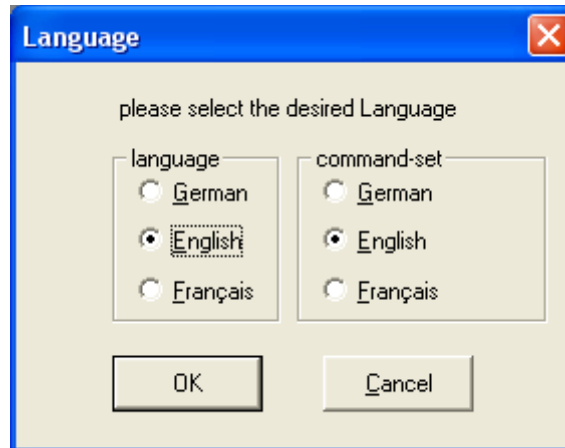 Language
please select the desired Language
language
German
English
Français
command-set
German
English
Français
OK
Cancel